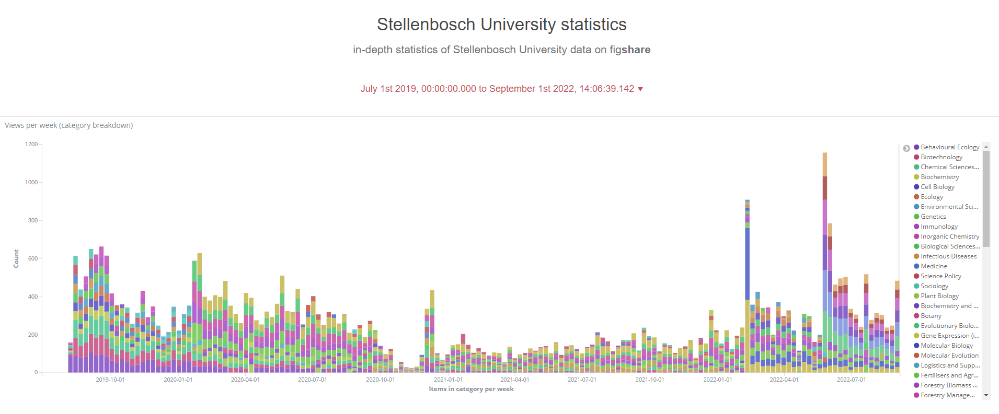 Stellenbosch University statistics
in-depth statistics of Stellenbosch University data on figshare
July 1st 2019, 00:00:00.000 to September 1st 2022, 14:06:39.142
Views per week (category breakdown)
1200
1000
800
600
400
200
0
Count
2019-10-01 2020-01-01 2020-04-01 2020-07-01 2020-10-01 2021-01-01 2021-04-01 2021-07-01 2021-10-01 2022-01-01 2022-04-01 2022-07-01
Items in category per week
Behavioural Ecology
Biotechnology
Chemical Sciences...
Biochemistry
Cell Biology
Ecology
Environmental Sci...
Genetics
Immunology
Inorganic Chemistry
Biological Sciences...
Infectious Diseases
Medicine
Science Policy
Sociology
Plant Biology
Biochemistry and ...
Botany
Evolutionary Biolo...
Gene Expression (i...
Molecular Biology
Molecular Evolution
Logistics and Supp...
Fertilisers and Agr...
Forestry Biomass ...
Forestry Manage...